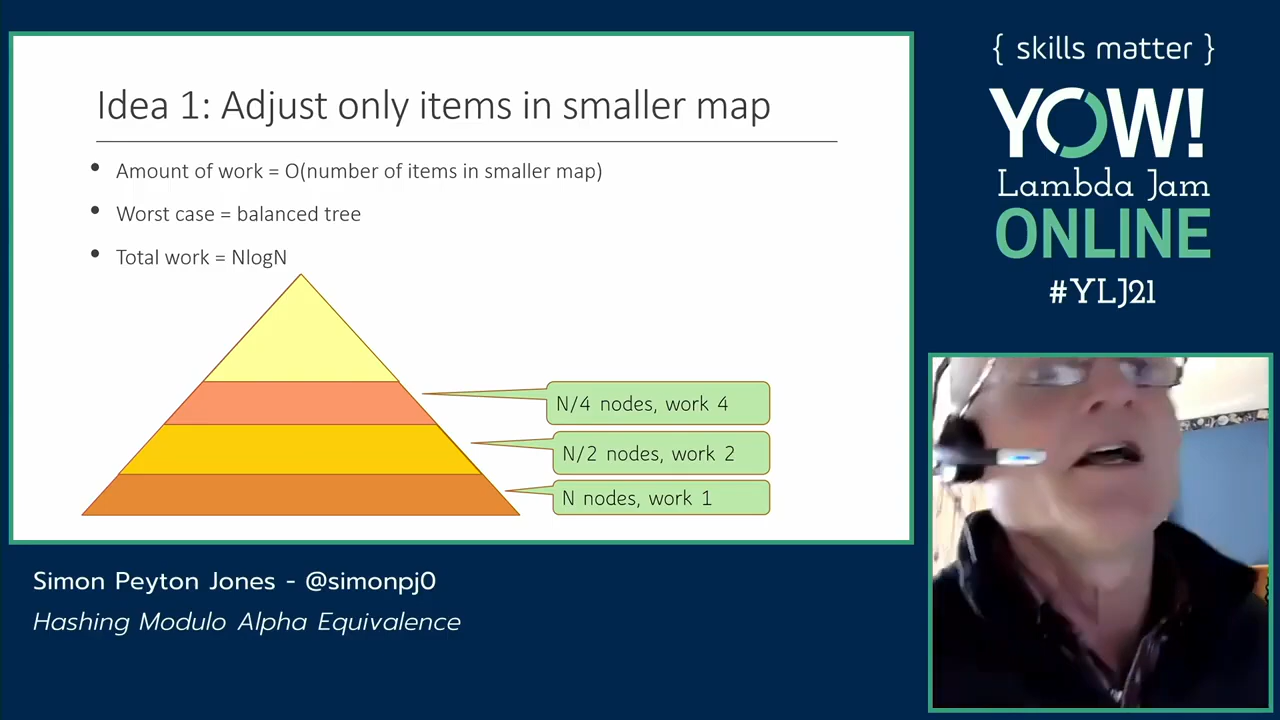 Idea 1: Adjust only items in smaller map
• Amount of work = O(number of items in smaller map)
• Worst case = balanced tree
• Total work = NlogN
N/4 nodes, work 4
N/2 nodes, work 2
N nodes, work 1
{ skills matter }
YOW!
Lambda Jam
ONLINE
#YLJ21
Simon Peyton Jones - @simonpj0
Hashing Modulo Alpha Equivalence